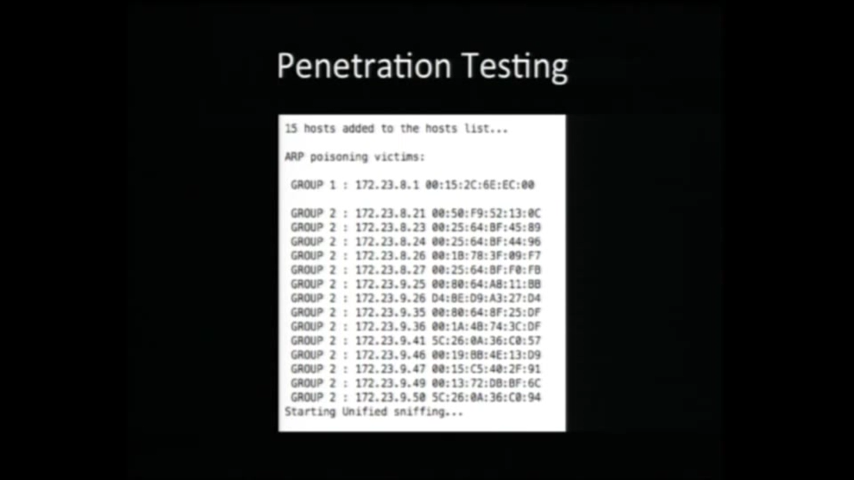 Penetration Testing
15 hosts added to the hosts list...
ARP poisoning victims:
GROUP 1 : 172.23.8.1 00:15:2C:6E:EC:00
GROUP 2 : 172.23.8.21 00:50:F9:52:13:0C
GROUP 2 : 172.23.8.23 00:25:64:BF:45:89
GROUP 2 : 172.23.8.24 00:25:64:BF:44:96
GROUP 2 : 172.23.8.26 00:1B:78:3F:09:F7
GROUP 2 : 172.23.8.27 00:25:64:BF:F0:FB
GROUP 2 : 172.23.9.25 00:80:64:A8:11:BB
GROUP 2 : 172.23.9.26 D4:BE:D9:A3:27:D4
GROUP 2 : 172.23.9.35 00:80:64:8F:25:DF
GROUP 2 : 172.23.9.36 00:1A:4B:74:3C:DF
GROUP 2 : 172.23.9.41 5C:26:0A:36:C0:57
GROUP 2 : 172.23.9.46 00:19:BB:4E:13:D9
GROUP 2 : 172.23.9.47 00:15:C5:40:2F:91
GROUP 2 : 172.23.9.49 00:13:72:DB:BF:6C
GROUP 2 : 172.23.9.50 5C:26:0A:36:C0:94
Starting Unified sniffing...